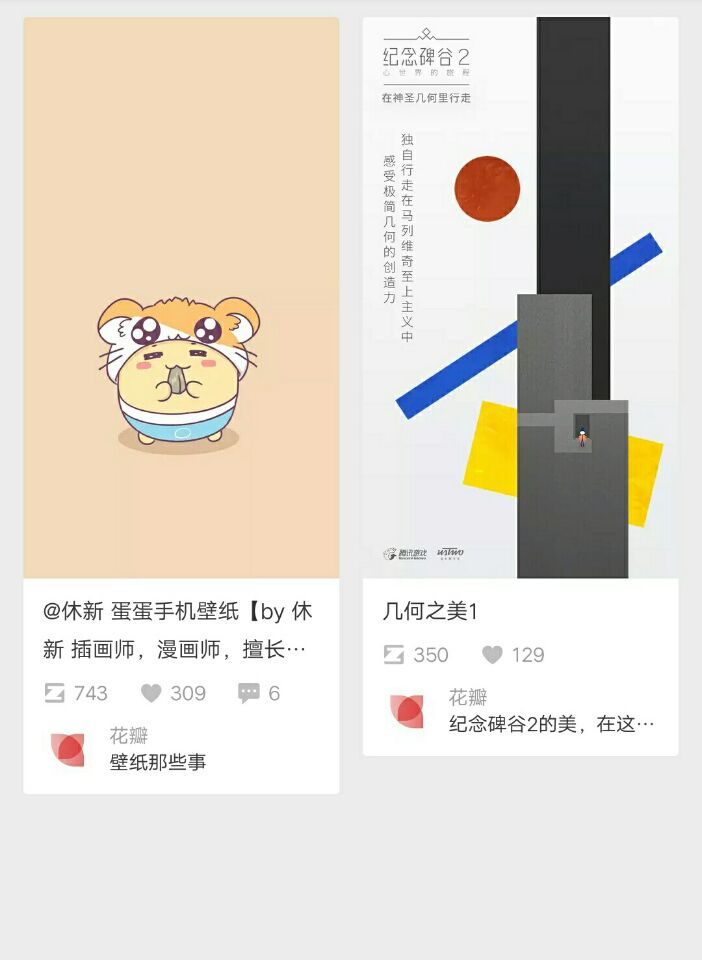 @休新 蛋蛋手机壁纸【by 休
新 插画师，漫画师，擅长…
743 309 6
花瓣
壁纸那些事
纪念碑谷2
心世界的旅程
在神圣几何里行走
独自行走在马列维奇至上主义中
感受极简几何的创造力
腾讯游戏 ustwo
几何之美1
350 129
花瓣
纪念碑谷2的美，在这…